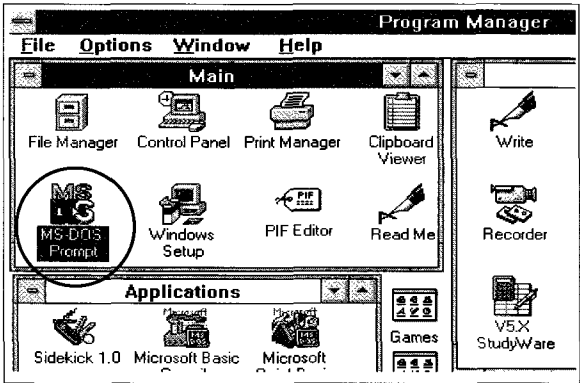 Program Manager
File Options Window Help
Main
File Manager
Control Panel
Print Manager
Clipboard
Viewer
MS-DOS
Prompt
Windows
Setup
PIF
PIF Editor
Read Me
Write
Recorder
V5.X
StudyWare
Applications
Sidekick 1.0
Microsoft Basic
Microsoft
Games